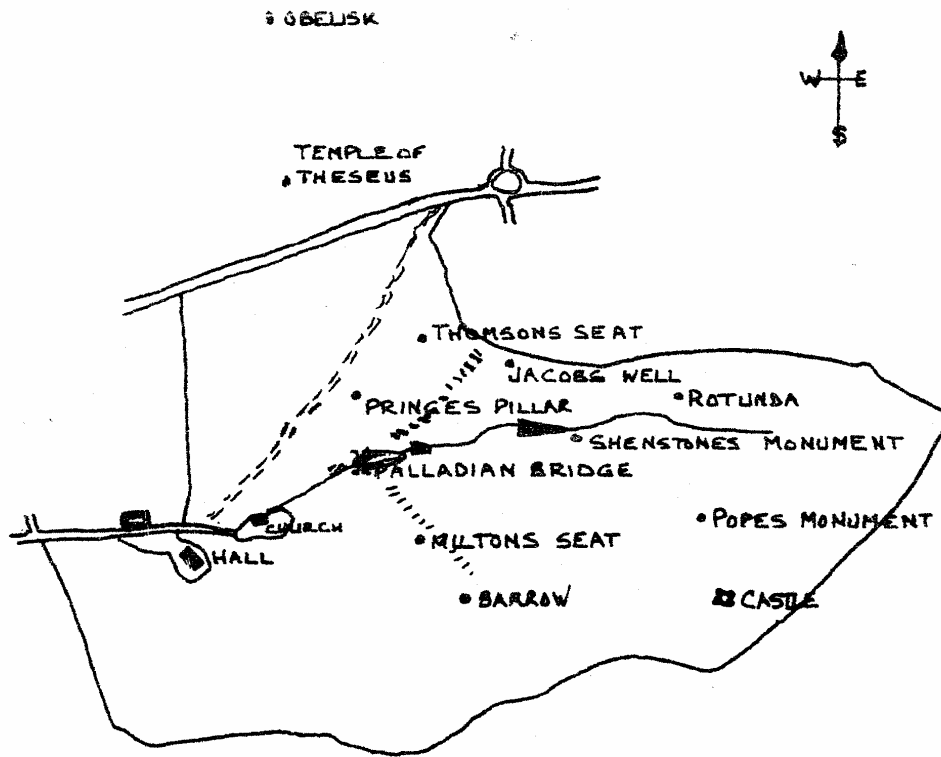 OBELISK
W E
S
TEMPLE OF
THESEUS
THOMSONS SEAT
JACOBS WELL
PRINCES PILLAR
ROTUNDA
SHENSTONES MONUMENT
PALLADIAN BRIDGE
CHURCH
POPES MONUMENT
HALL
MILTONS SEAT
BARROW
CASTLE